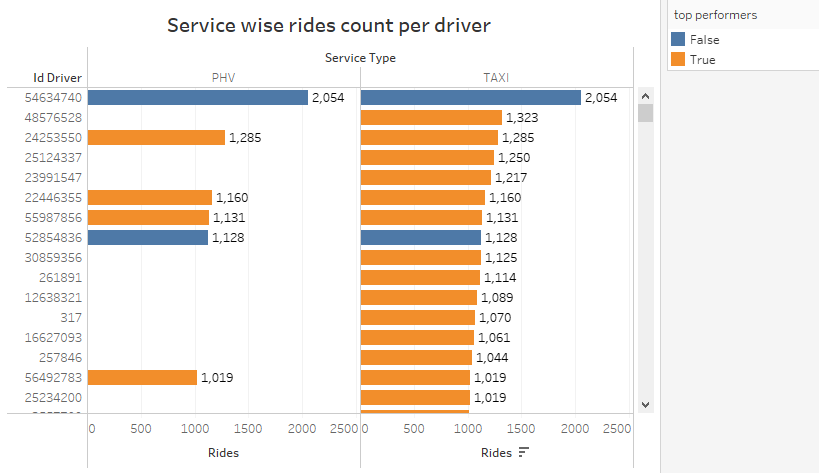 Service wise rides count per driver
top performers
False
True
Service Type
Id Driver PHV TAXI
54634740 2,054 2,054
48576528 1,323
24253550 1,285 1,285
25124337 1,250
23991547 1,217
22446355 1,160 1,160
55987856 1,131 1,131
52854836 1,128 1,128
30859356 1,125
261891 1,114
12638321 1,089
317 1,070
16627093 1,061
257846 1,044
56492783 1,019 1,019
25234200 1,019
0 500 1000 1500 2000 2500 0 500 1000 1500 2000 2500
Rides Rides